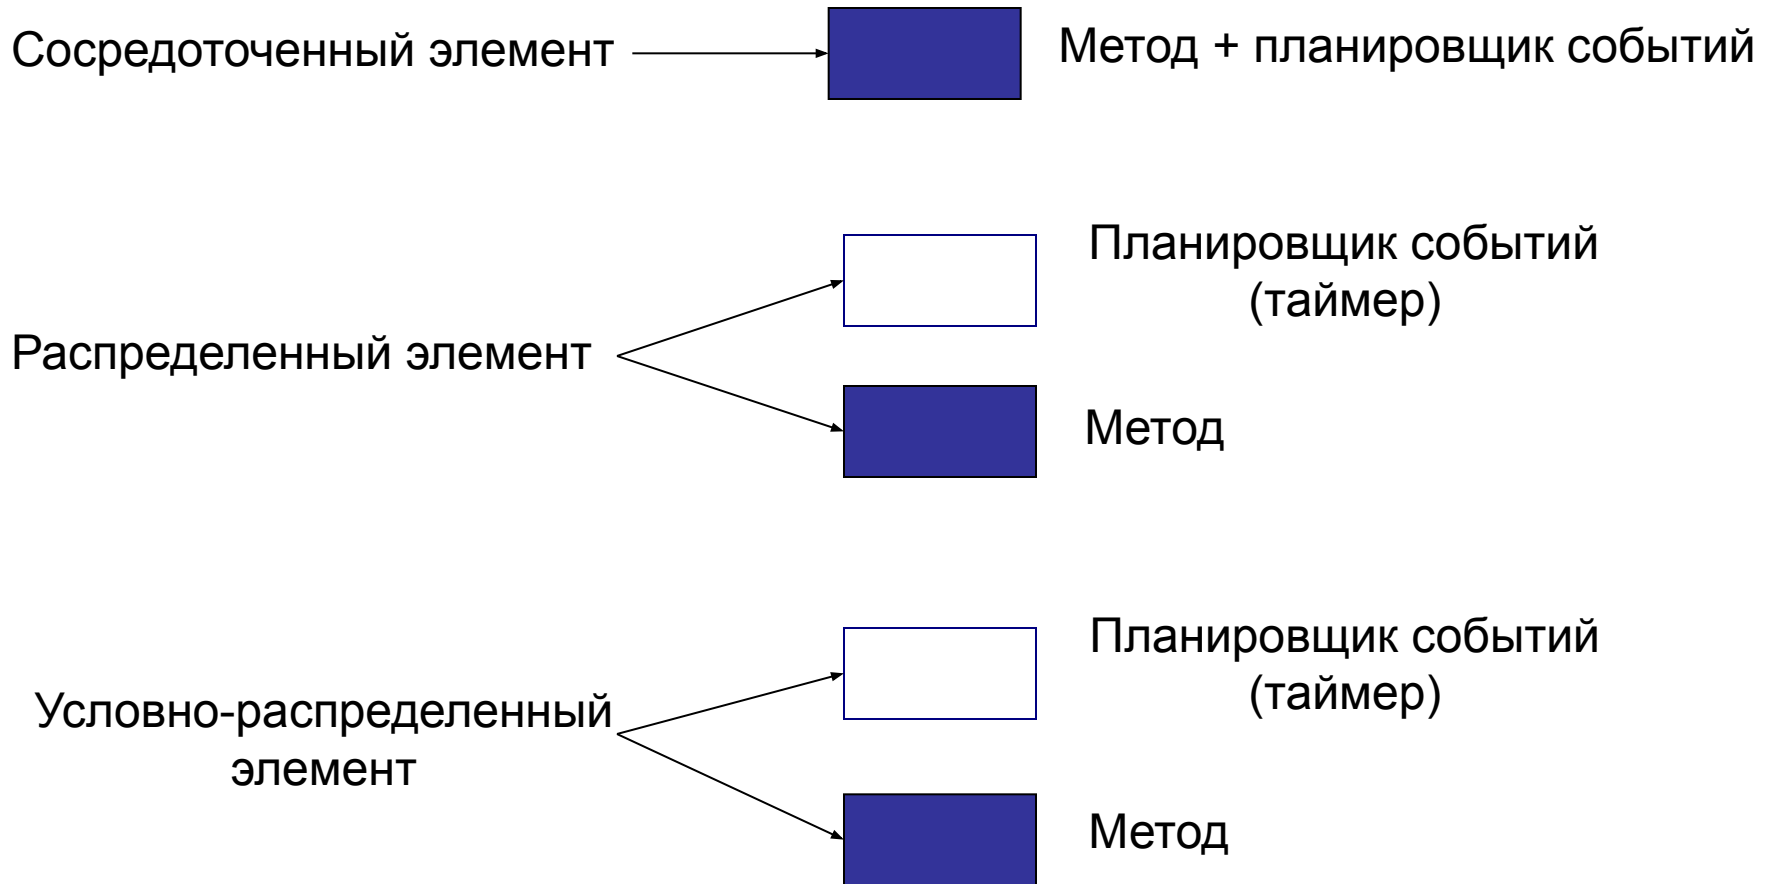 Сосредоточенный элемент
Метод + планировщик событий
Планировщик событий
(таймер)
Распределенный элемент
Метод
Планировщик событий
(таймер)
Условно-распределенный
элемент
Метод